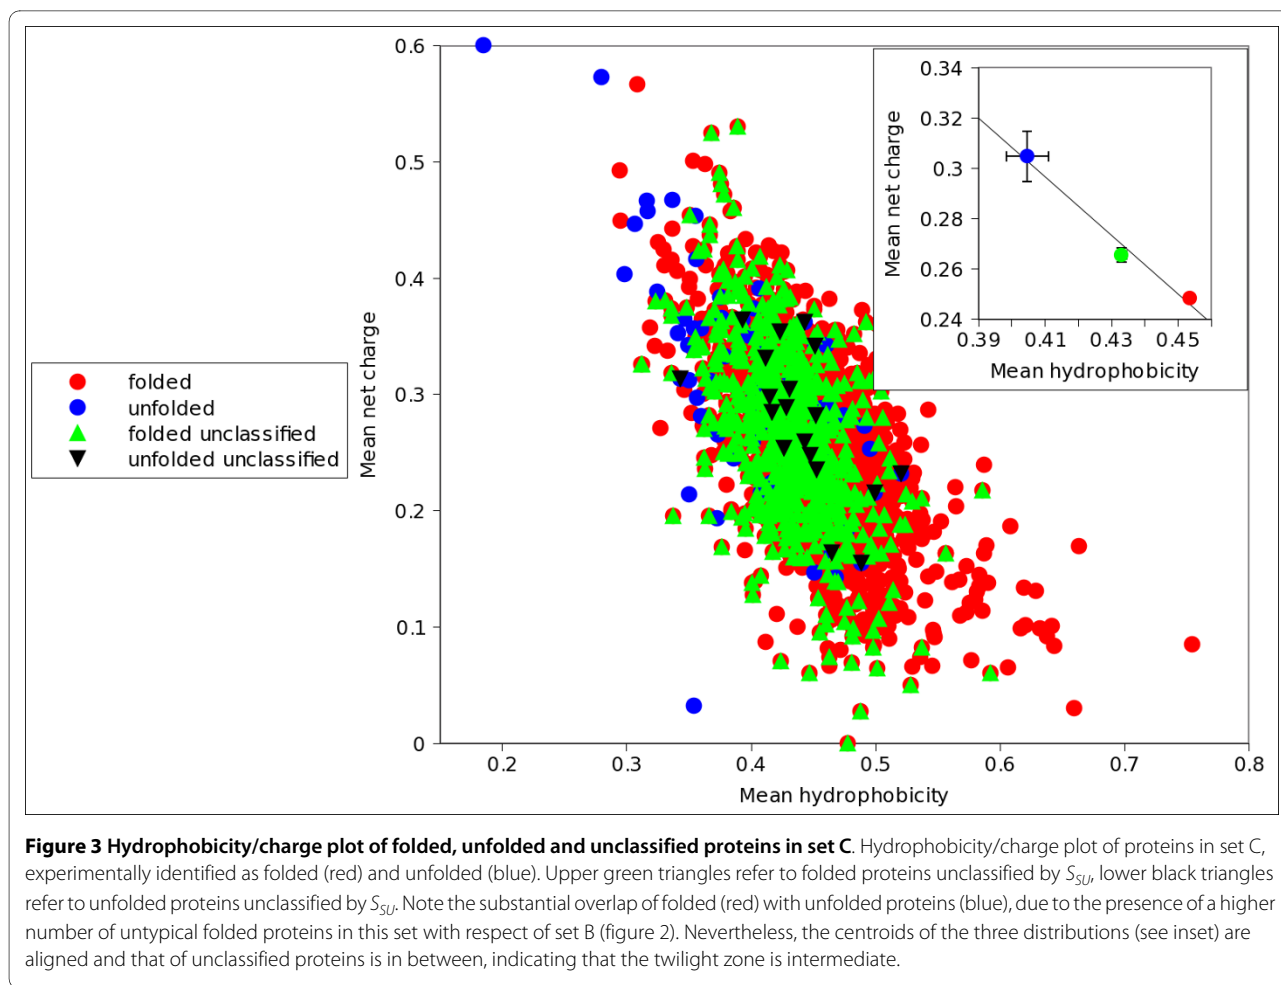 0.6
0.5
0.4
0.3
0.2
0.1
0
Mean net charge
0.2 0.3 0.4 0.5 0.6 0.7 0.8
Mean hydrophobicity
folded
unfolded
folded unclassified
unfolded unclassified
0.34
0.32
0.3
0.28
0.26
0.24
Mean net charge
0.39 0.41 0.43 0.45
Mean hydrophobicity
Figure 3 Hydrophobicity/charge plot of folded, unfolded and unclassified proteins in set C. Hydrophobicity/charge plot of proteins in set C,
experimentally identified as folded (red) and unfolded (blue). Upper green triangles refer to folded proteins unclassified by S_SU, lower black triangles
refer to unfolded proteins unclassified by S_SU. Note the substantial overlap of folded (red) with unfolded proteins (blue), due to the presence of a higher
number of untypical folded proteins in this set with respect of set B (figure 2). Nevertheless, the centroids of the three distributions (see inset) are
aligned and that of unclassified proteins is in between, indicating that the twilight zone is intermediate.